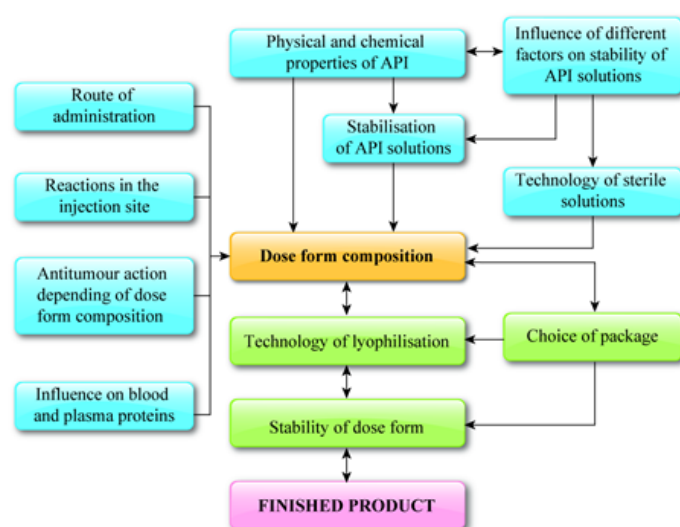 Physical and chemical
properties of API
Influence of different
factors on stability of
API solutions
Route of
administration
Stabilisation
of API solutions
Reactions in the
injection site
Technology of sterile
solutions
Dose form composition
Antitumour action
depending of dose
form composition
Technology of lyophilisation
Choice of package
Influence on blood
and plasma proteins
Stability of dose form
FINISHED PRODUCT